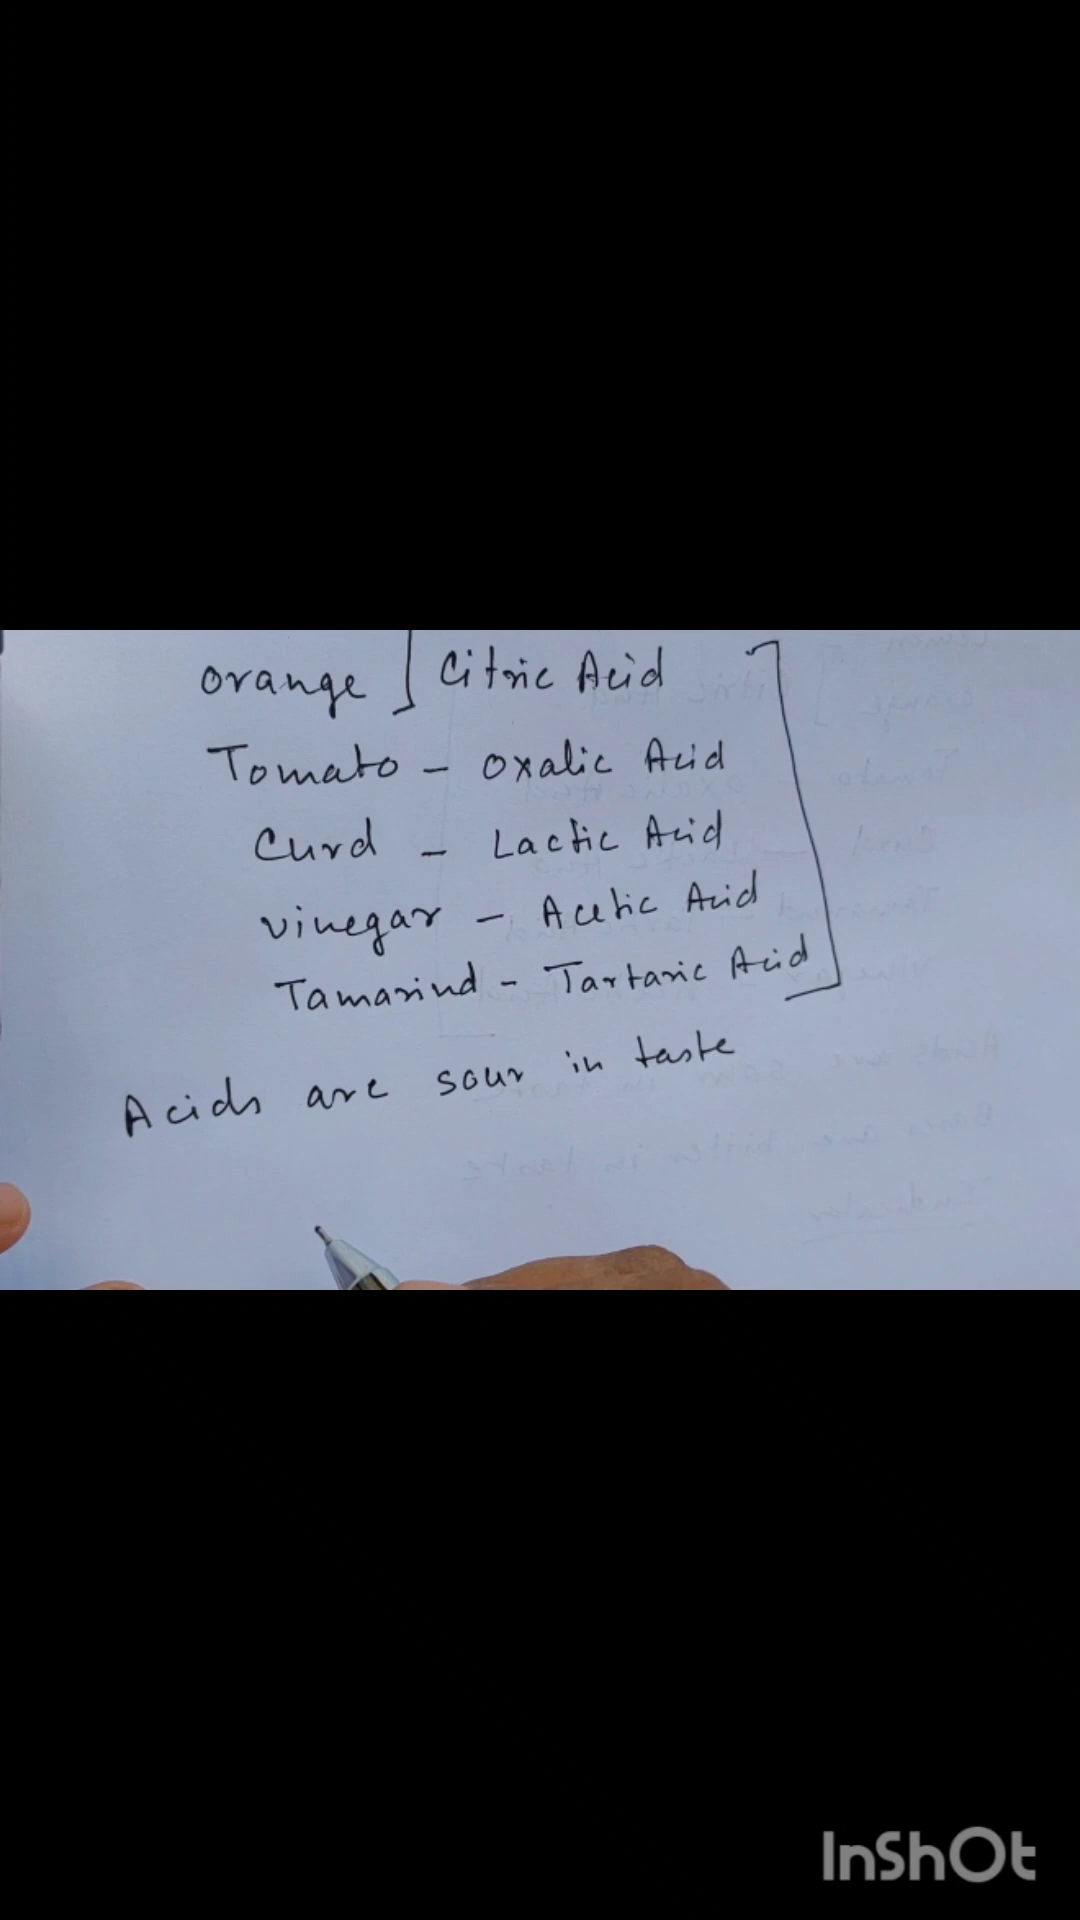 orange ] Citric Acid
Tomato - oxalic Acid
Curd - Lactic Acid
vinegar - Acetic Acid
Tamarind - Tartaric Acid
Acids are sour in taste
InShOt